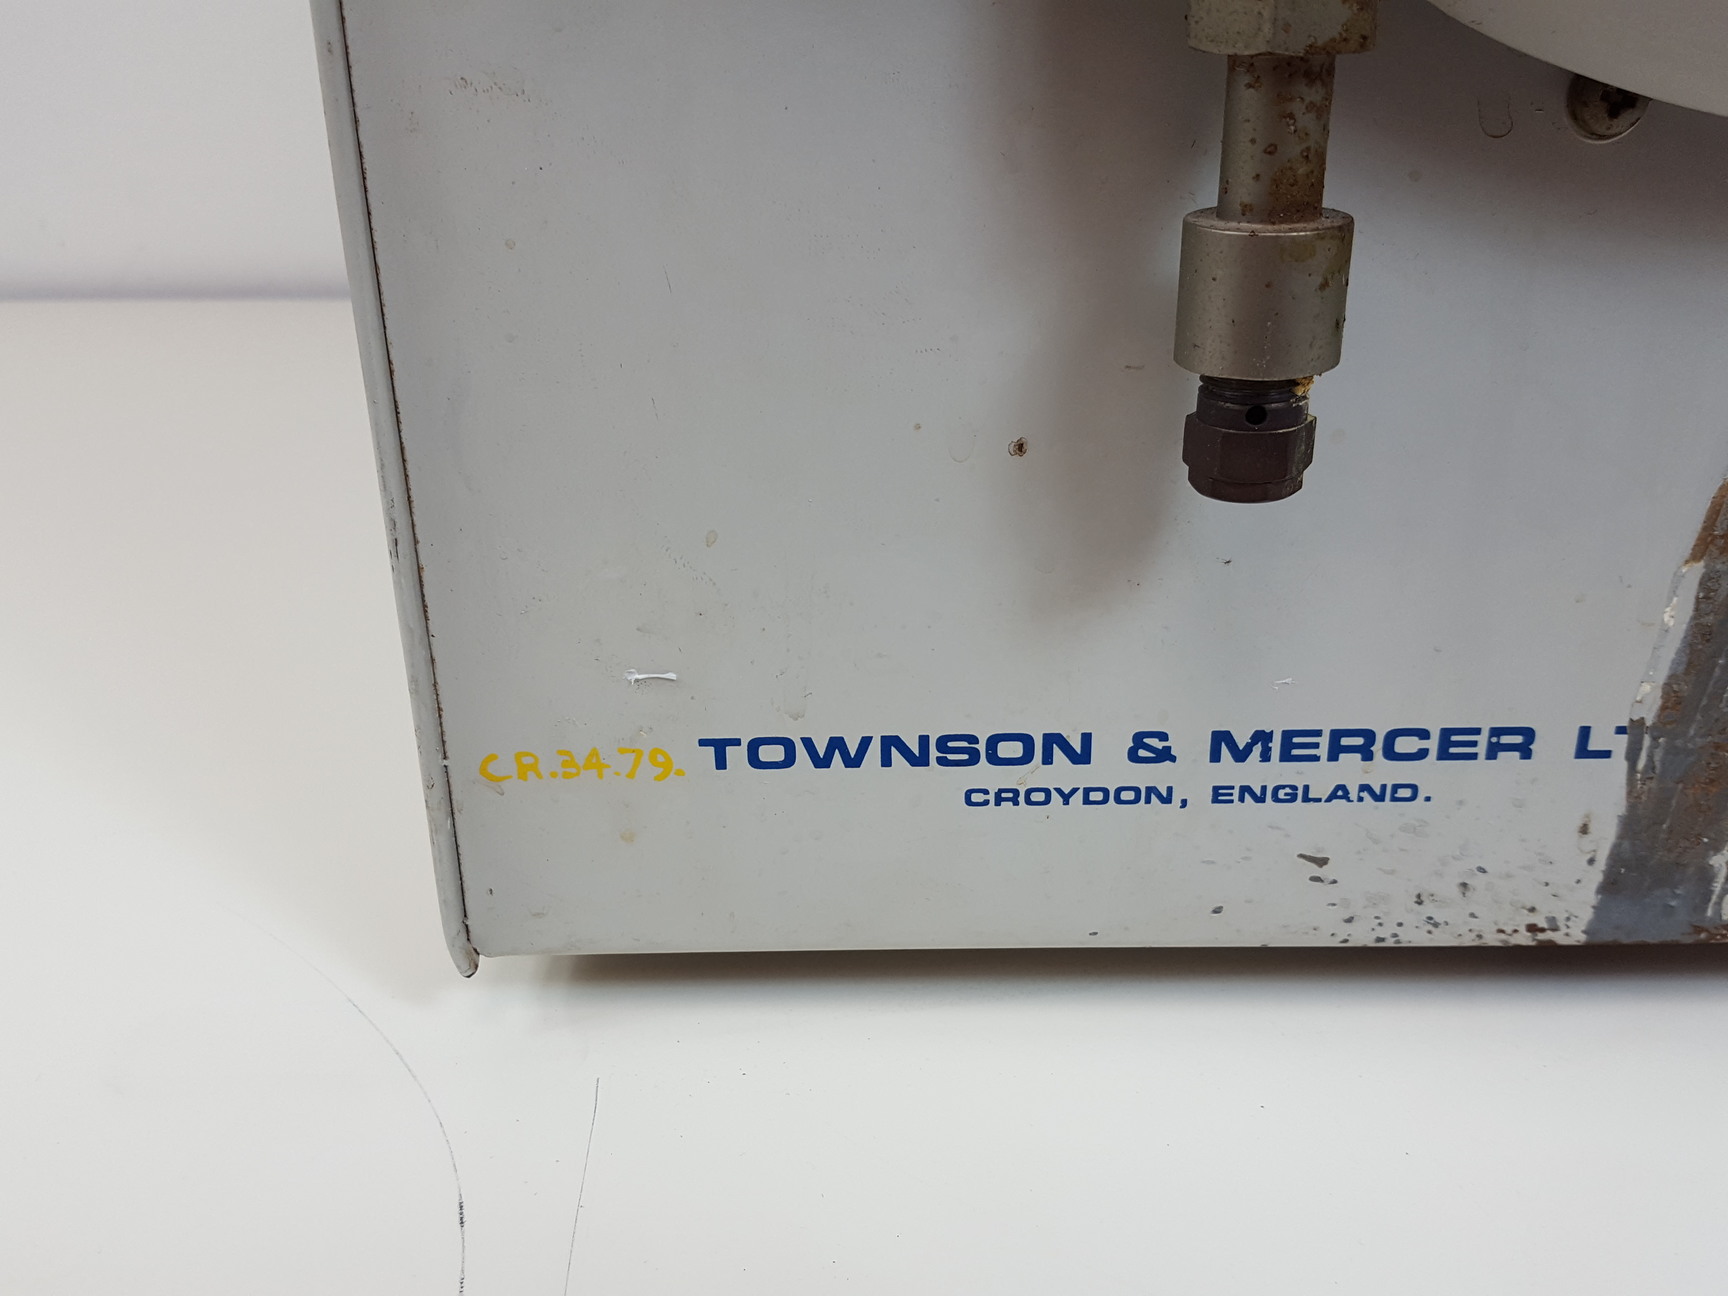 CR.34.79. TOWNSON & MERCER LT
CROYDON, ENGLAND.